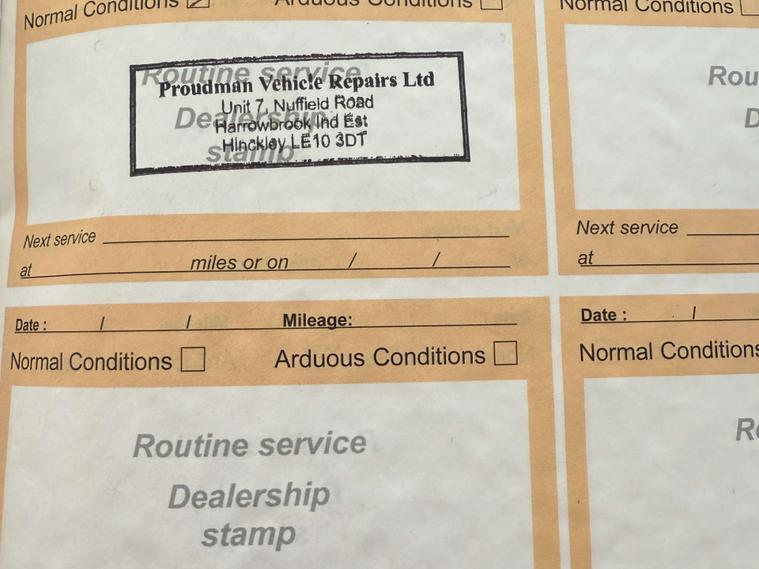 Normal Conditions Arduous Conditions Normal Conditions
Routine service
Proudman Vehicle Repairs Ltd
Unit 7, Nuffield Road
Dealership
Harrowbrook Ind Est
Hinckley LE10 3DT
stamp
Next service Next service
at miles or on / / at
Date : / / Mileage: Date : /
Normal Conditions Arduous Conditions Normal Conditions
Routine service
Dealership
stamp